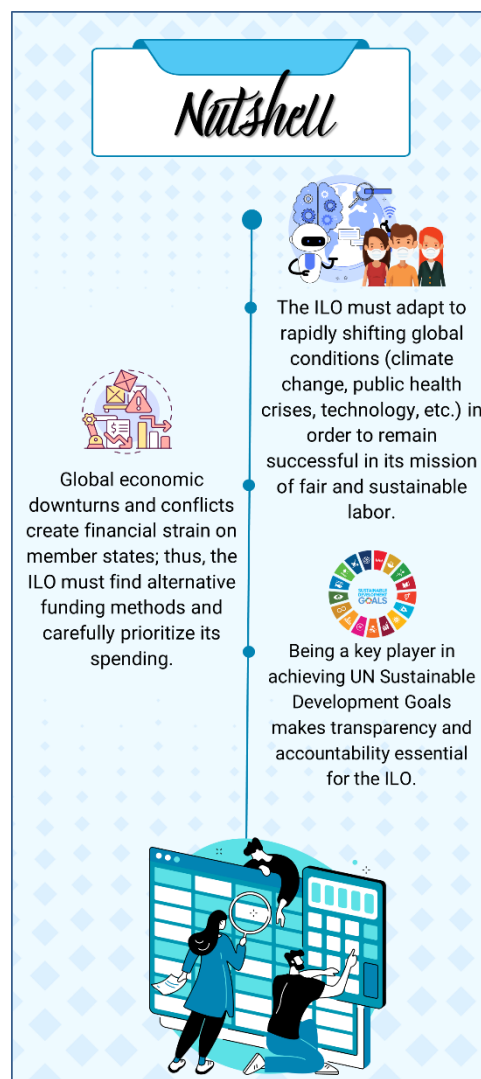 Nutshell
The ILO must adapt to
rapidly shifting global
conditions (climate
change, public health
crises, technology, etc.) in
order to remain
successful in its mission
of fair and sustainable
labor.
Global economic
downturns and conflicts
create financial strain on
member states; thus, the
ILO must find alternative
funding methods and
carefully prioritize its
spending.
SUSTAINABLE
DEVELOPMENT
GOALS
Being a key player in
achieving UN Sustainable
Development Goals
makes transparency and
accountability essential
for the ILO.